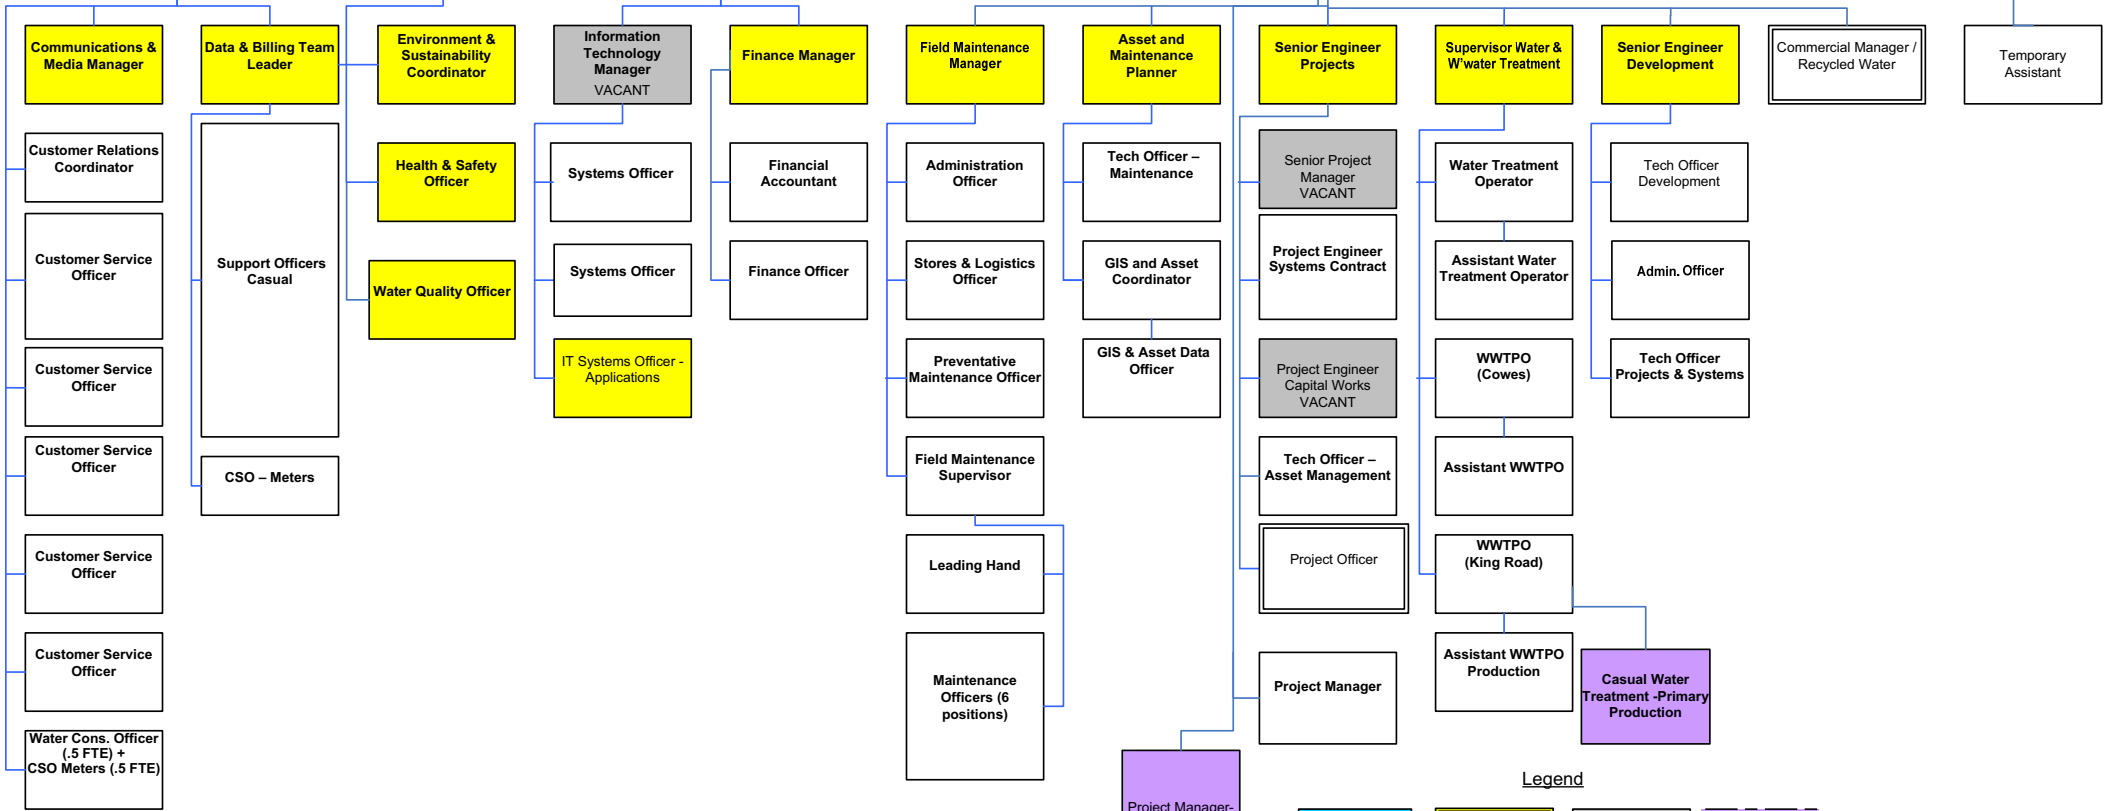 Communications &
Media Manager
Data & Billing Team
Leader
Environment &
Sustainability
Coordinator
Information
Technology
Manager
VACANT
Finance Manager
Field Maintenance
Manager
Asset and
Maintenance
Planner
Senior Engineer
Projects
Supervisor Water &
W'water Treatment
Senior Engineer
Development
Commercial Manager /
Recycled Water
Temporary
Assistant
Customer Relations
Coordinator
Customer Service
Officer
Customer Service
Officer
Customer Service
Officer
Customer Service
Officer
Customer Service
Officer
Water Cons. Officer
(.5 FTE) +
CSO Meters (.5 FTE)
Support Officers
Casual
CSO – Meters
Health & Safety
Officer
Water Quality Officer
Systems Officer
Systems Officer
IT Systems Officer -
Applications
Financial
Accountant
Finance Officer
Administration
Officer
Stores & Logistics
Officer
Preventative
Maintenance Officer
Field Maintenance
Supervisor
Leading Hand
Maintenance
Officers (6
positions)
Tech Officer –
Maintenance
GIS and Asset
Coordinator
GIS & Asset Data
Officer
Senior Project
Manager
VACANT
Project Engineer
Systems Contract
Project Engineer
Capital Works
VACANT
Tech Officer –
Asset Management
Project Officer
Project Manager
Project Manager-
Water Treatment
Operator
Assistant Water
Treatment Operator
WWTPO
(Cowes)
Assistant WWTPO
WWTPO
(King Road)
Assistant WWTPO
Production
Casual Water
Treatment -Primary
Production
Tech Officer
Development
Admin. Officer
Tech Officer
Projects & Systems
Legend